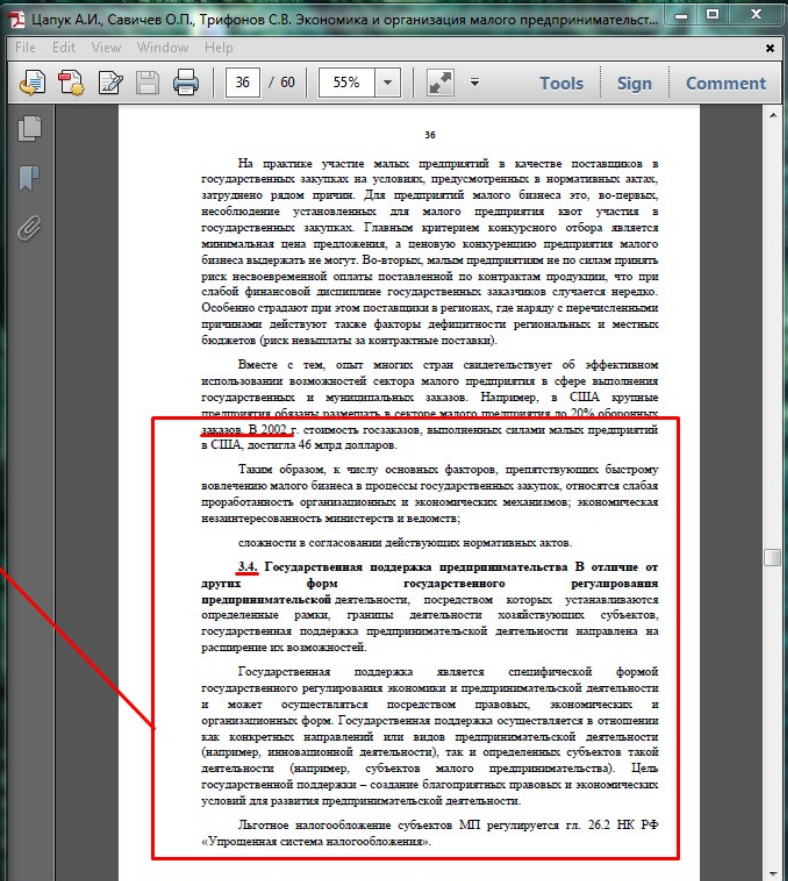 Цапук А.И., Савичев О.П., Трифонов С.В. Экономика и организация малого предпринимательст...
File Edit View Window Help
36 / 60 55% Tools Sign Comment
36
На практике участие малых предприятий в качестве поставщиков в
государственных закупках на условиях, предусмотренных в нормативных актах,
затруднено рядом причин. Для предприятий малого бизнеса это, во-первых,
несоблюдение установленных для малого предприятия квот участия в
государственных закупках. Главным критерием конкурсного отбора является
минимальная цена предложения, а ценовую конкуренцию предприятия малого
бизнеса выдержать не могут. Во-вторых, малым предприятиям не по силам принять
риск несвоевременной оплаты поставленной по контрактам продукции, что при
слабой финансовой дисциплине государственных заказчиков случается нередко.
Особенно страдают при этом поставщики в регионах, где наряду с перечисленными
причинами действуют также факторы дефицитности региональных и местных
бюджетов (риск невыплаты за контрактные поставки).
Вместе с тем, опыт многих стран свидетельствует об эффективном
использовании возможностей сектора малого предприятия в сфере выполнения
государственных и муниципальных заказов. Например, в США крупные
предприятия обязаны размещать в секторе малого предприятия до 20% оборонных
заказов. В 2002 г. стоимость госзаказов, выполненных силами малых предприятий
в США, достигла 46 млрд долларов.
Таким образом, к числу основных факторов, препятствующих быстрому
вовлечению малого бизнеса в процессы государственных закупок, относятся слабая
проработанность организационных и экономических механизмов; экономическая
незаинтересованность министерств и ведомств;
сложности в согласовании действующих нормативных актов.
3.4. Государственная поддержка предпринимательства В отличие от
других форм государственного регулирования
предпринимательской деятельности, посредством которых устанавливаются
определенные рамки, границы деятельности хозяйствующих субъектов,
государственная поддержка предпринимательской деятельности направлена на
расширение их возможностей.
Государственная поддержка является специфической формой
государственного регулирования экономики и предпринимательской деятельности
и может осуществляться посредством правовых, экономических и
организационных форм. Государственная поддержка осуществляется в отношении
как конкретных направлений или видов предпринимательской деятельности
(например, инновационной деятельности), так и определенных субъектов такой
деятельности (например, субъектов малого предпринимательства). Цель
государственной поддержки – создание благоприятных правовых и экономических
условий для развития предпринимательской деятельности.
Льготное налогообложение субъектов МП регулируется гл. 26.2 НК РФ
«Упрощенная система налогообложения».